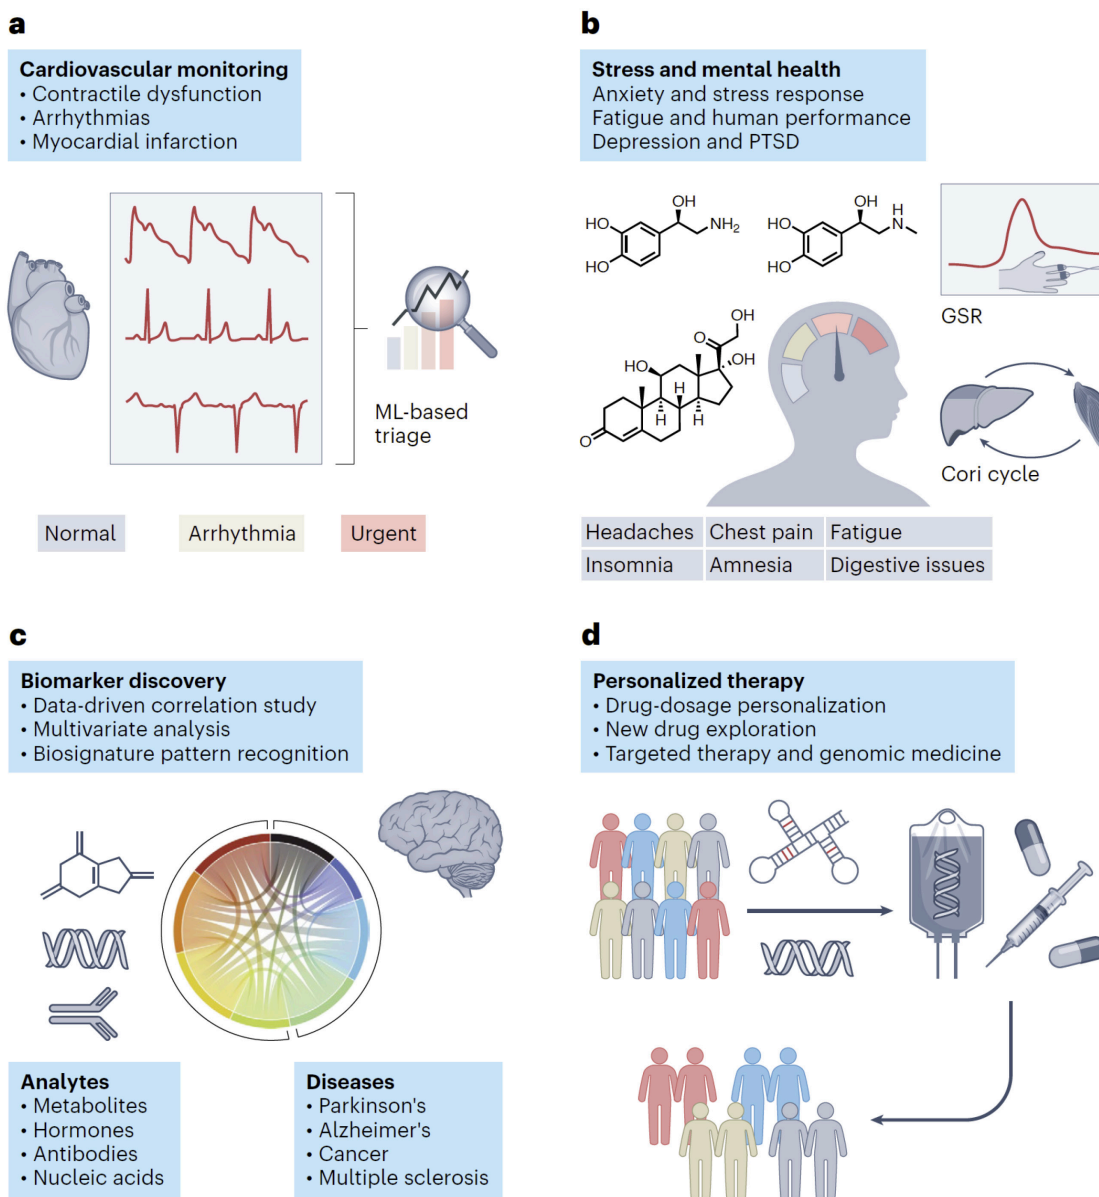 a
Cardiovascular monitoring
• Contractile dysfunction
• Arrhythmias
• Myocardial infarction
ML-based
triage
Normal
Arrhythmia
Urgent
b
Stress and mental health
Anxiety and stress response
Fatigue and human performance
Depression and PTSD
OH
HO
NH₂
HO
OH
H
HO
N
HO
GSR
OH
O
OH
HO
H
H
H
O
Cori cycle
Headaches
Chest pain
Fatigue
Insomnia
Amnesia
Digestive issues
c
Biomarker discovery
• Data-driven correlation study
• Multivariate analysis
• Biosignature pattern recognition
Analytes
• Metabolites
• Hormones
• Antibodies
• Nucleic acids
Diseases
• Parkinson's
• Alzheimer's
• Cancer
• Multiple sclerosis
d
Personalized therapy
• Drug-dosage personalization
• New drug exploration
• Targeted therapy and genomic medicine